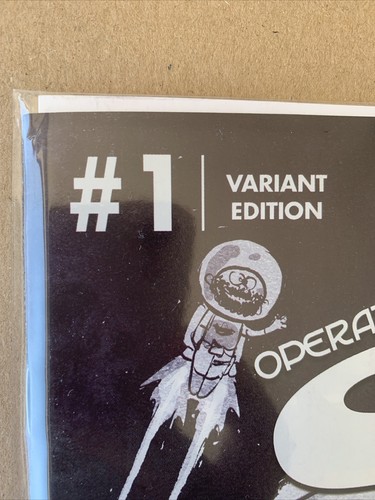 #1
VARIANT
EDITION
OPERAT